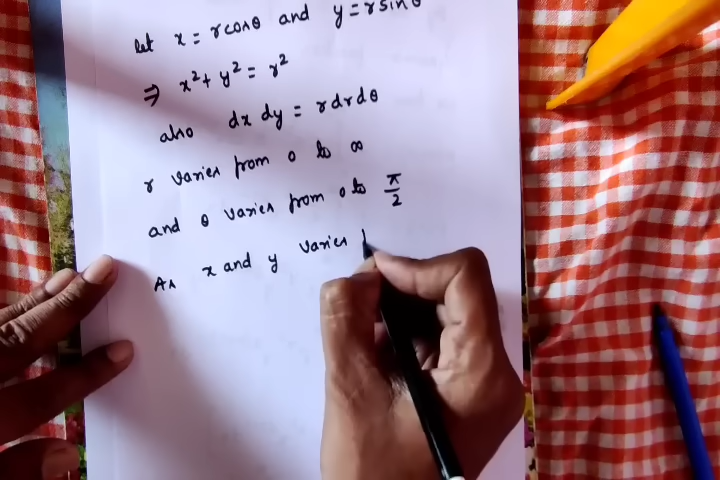 let x = r cosθ and y = r sinθ
⇒ x² + y² = r²
also dx dy = r dr dθ
r varies from 0 to ∞
and θ varies from 0 to π/2
As x and y varies